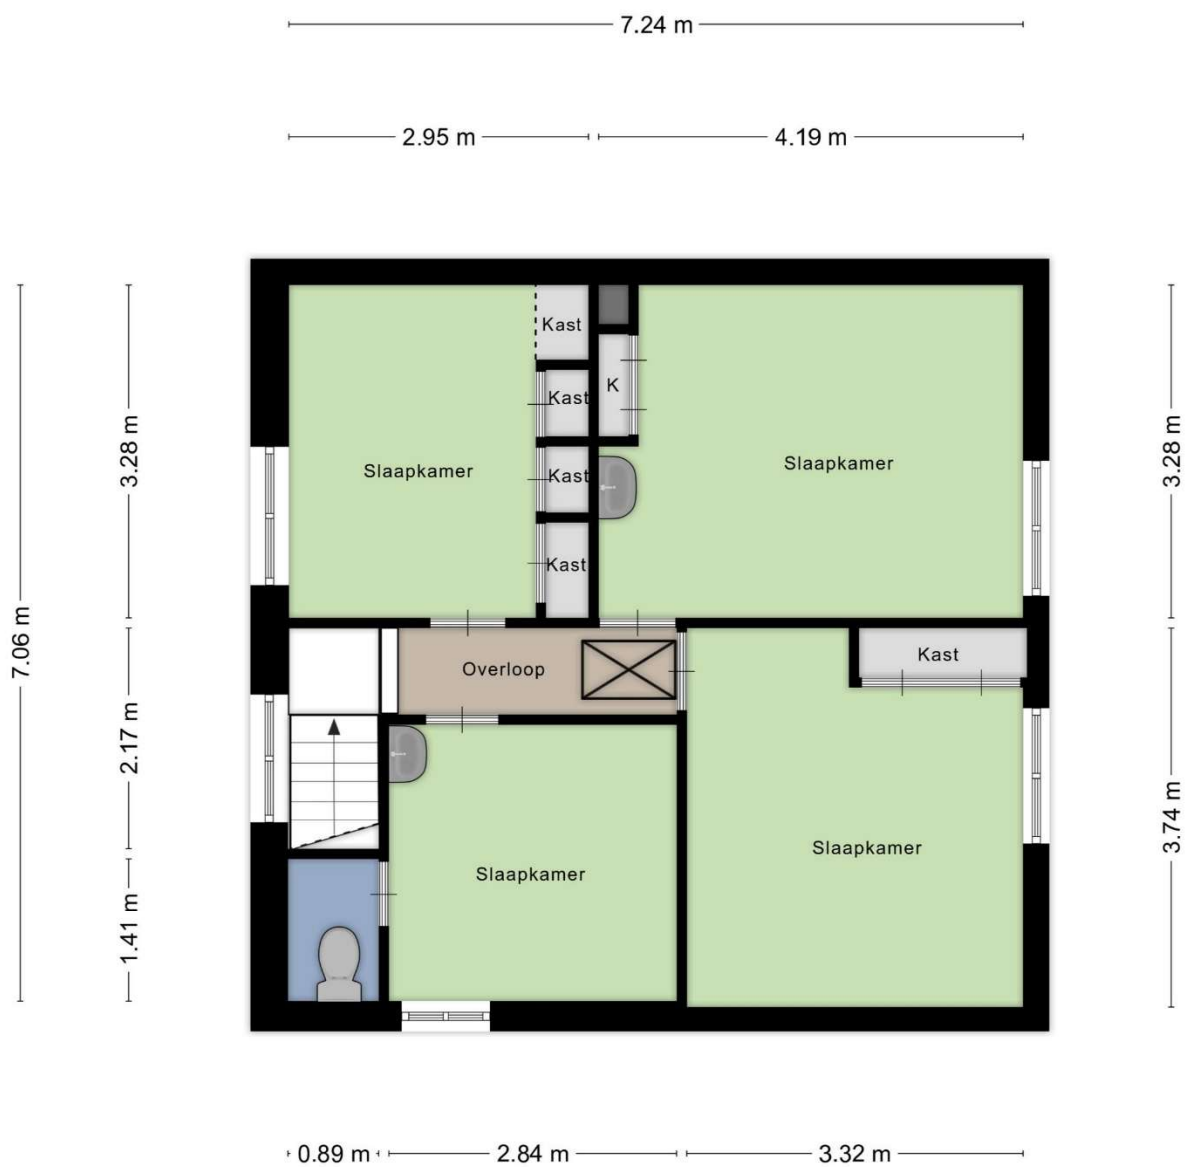 7.24 m
2.95 m
4.19 m
Kast
K
Kast
Slaapkamer
Slaapkamer
Kast
Kast
3.28 m
3.28 m
7.06 m
Overloop
Kast
2.17 m
3.74 m
Slaapkamer
Slaapkamer
1.41 m
0.89 m
2.84 m
3.32 m